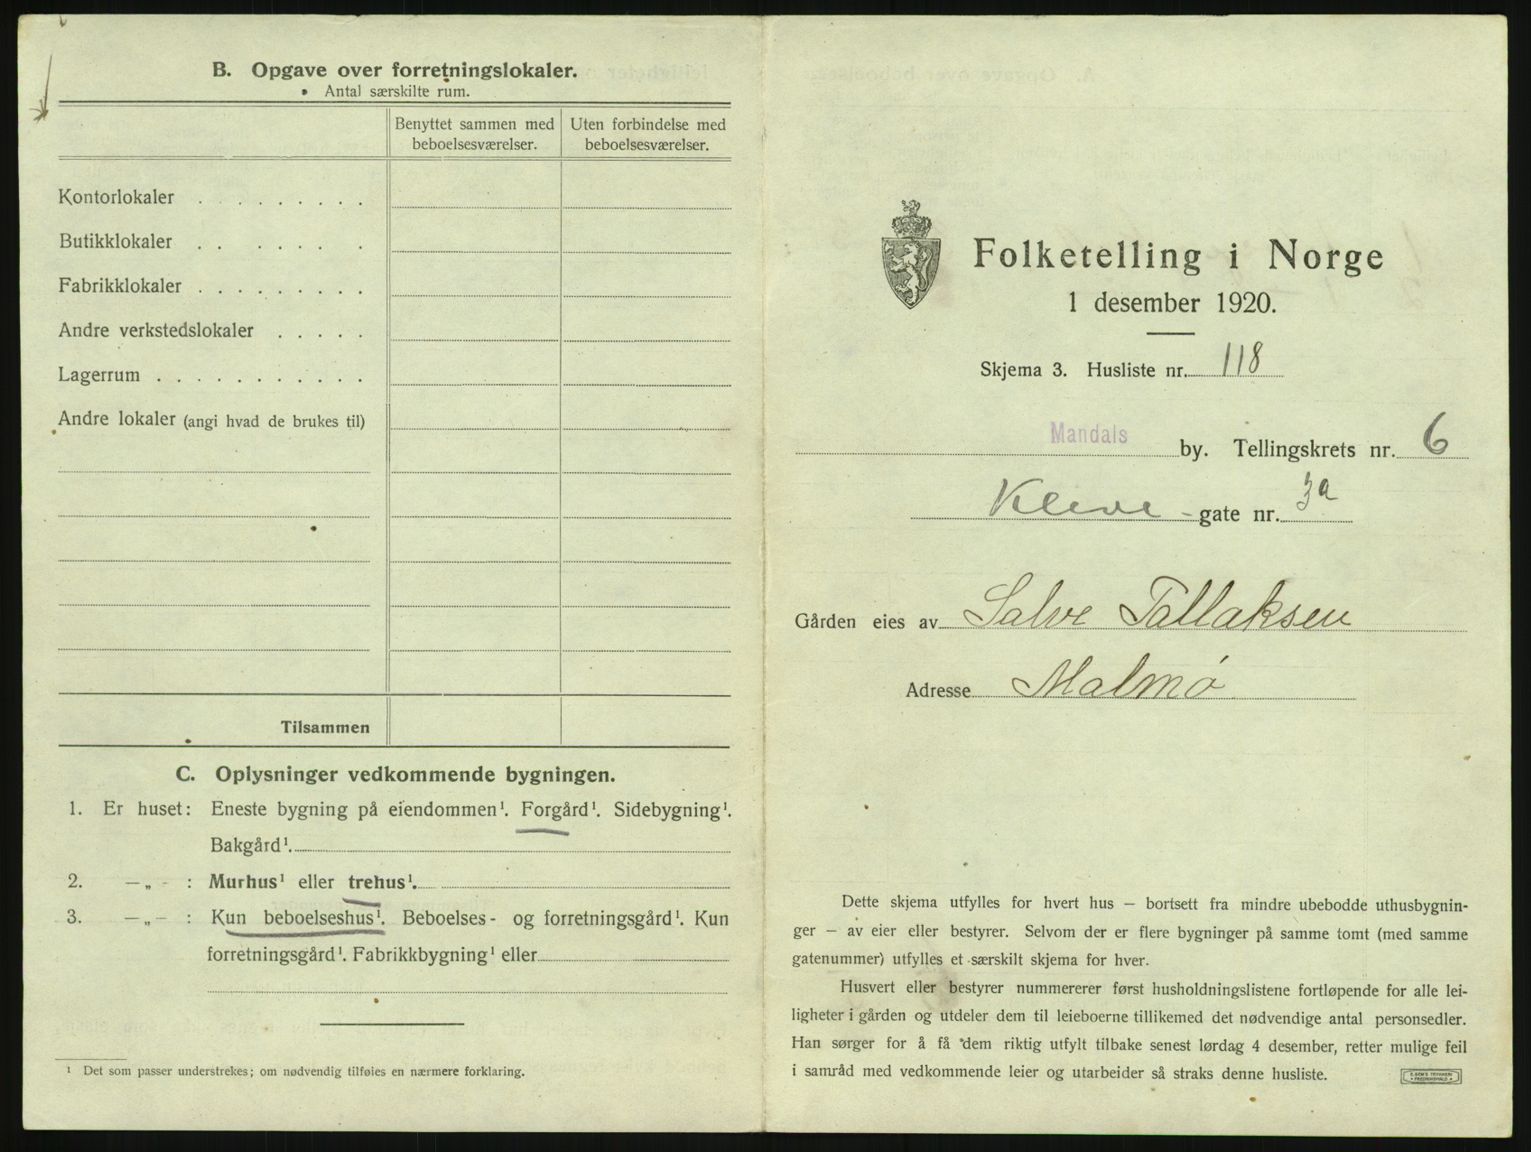 B. Opgave over forretningslokaler.
Antal særskilte rum.
Benyttet sammen med beboelsesværelser.
Uten forbindelse med beboelsesværelser.
Kontorlokaler
Butikklokaler
Fabrikklokaler
Andre verkstedslokaler
Lagerrum
Andre lokaler (angi hvad de brukes til)
Tilsammen
C. Oplysninger vedkommende bygningen.
1. Er huset: Eneste bygning på eiendommen¹. Forgård¹. Sidebygning¹.
Bakgård¹.
2. —„— : Murhus¹ eller trehus¹.
3. —„— : Kun beboelseshus¹. Beboelses- og forretningsgård¹. Kun
forretningsgård¹. Fabrikkbygning¹ eller
¹ Det som passer understrekes; om nødvendig tilføies en nærmere forklaring.
Folketelling i Norge
1 desember 1920.
Skjema 3. Husliste nr. 118
Mandals by. Tellingskrets nr. 6
Kleve - gate nr. 3a
Gården eies av Salve Tallaksen
Adresse Malmø
Dette skjema utfylles for hvert hus — bortsett fra mindre ubebodde uthusbygnin-
ger — av eier eller bestyrer. Selvom der er flere bygninger på samme tomt (med samme
gatenummer) utfylles et særskilt skjema for hver.
Husvert eller bestyrer nummererer først husholdningslistene fortløpende for alle lei-
ligheter i gården og utdeler dem til leieboerne tillikemed det nødvendige antal personsedler.
Han sørger for å få dem riktig utfylt tilbake senest lørdag 4 desember, retter mulige feil
i samråd med vedkommende leier og utarbeider så straks denne husliste.